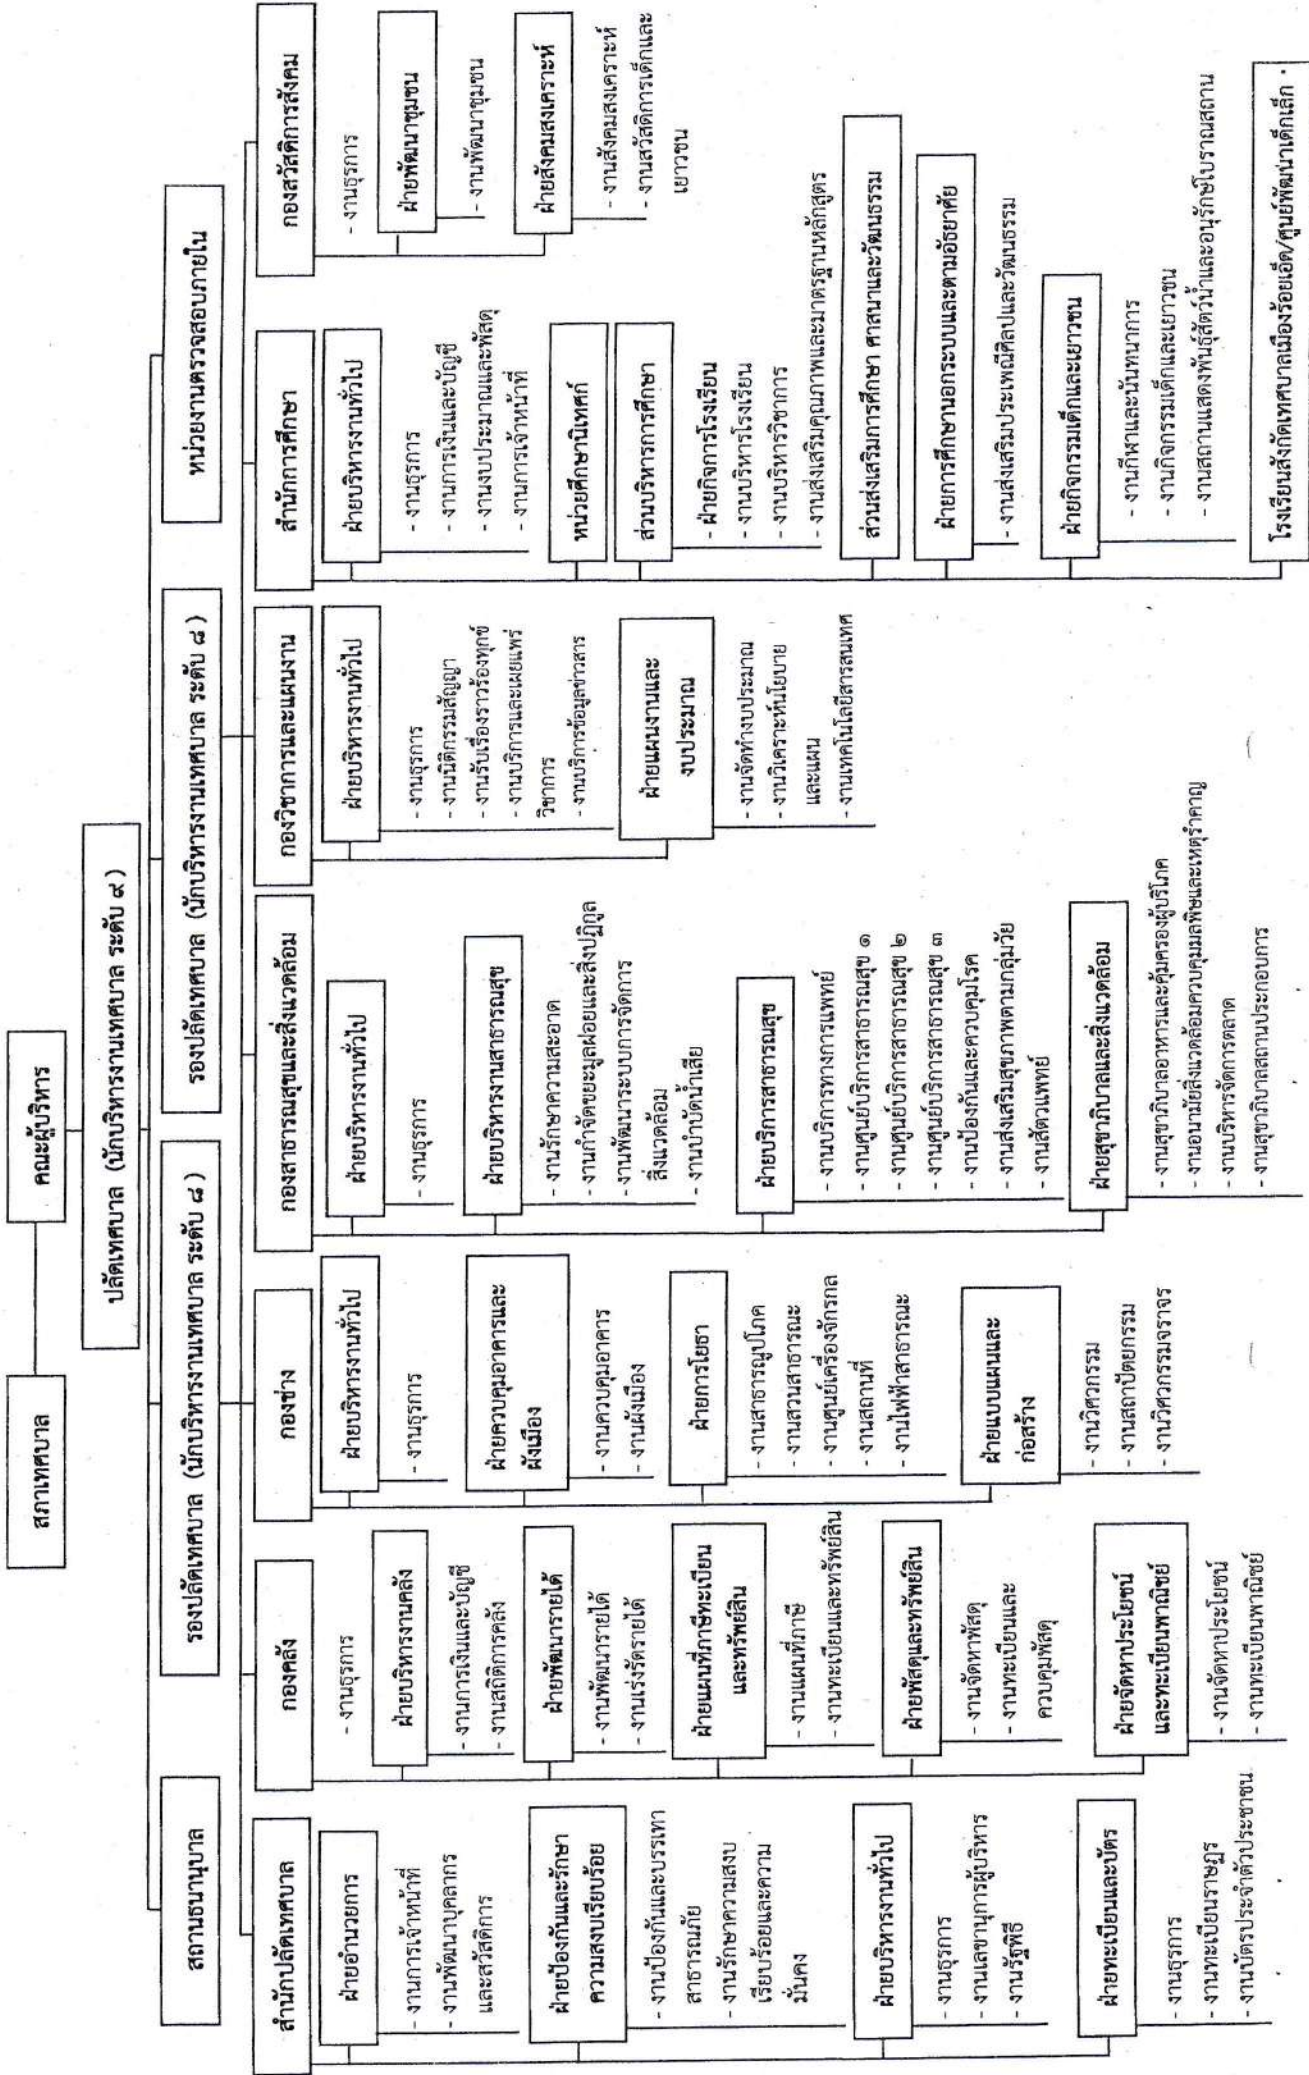 สภาเทศบาล
คณะผู้บริหาร
ปลัดเทศบาล (นักบริหารงานเทศบาล ระดับ ๙)
สถานธนานุบาล
รองปลัดเทศบาล (นักบริหารงานเทศบาล ระดับ ๘ )
รองปลัดเทศบาล (นักบริหารงานเทศบาล ระดับ ๘ )
หน่วยงานตรวจสอบภายใน
สำนักปลัดเทศบาล
ฝ่ายอำนวยการ
- งานการเจ้าหน้าที่
- งานพัฒนาบุคลากร
และสวัสดิการ
ฝ่ายป้องกันและรักษา
ความสงบเรียบร้อย
- งานป้องกันและบรรเทา
สาธารณภัย
- งานรักษาความสงบ
เรียบร้อยและความ
มั่นคง
ฝ่ายบริหารงานทั่วไป
- งานธุรการ
- งานเลขานุการผู้บริหาร
- งานรัฐพิธี
ฝ่ายทะเบียนและบัตร
- งานธุรการ
- งานทะเบียนราษฎร
- งานบัตรประจำตัวประชาชน
กองคลัง
- งานธุรการ
ฝ่ายบริหารงานคลัง
- งานการเงินและบัญชี
- งานสถิติการคลัง
ฝ่ายพัฒนารายได้
- งานพัฒนารายได้
- งานเร่งรัดรายได้
ฝ่ายแผนที่ภาษีทะเบียน
และทรัพย์สิน
- งานแผนที่ภาษี
- งานทะเบียนและทรัพย์สิน
ฝ่ายพัสดุและทรัพย์สิน
- งานจัดหาพัสดุ
- งานทะเบียนและ
ควบคุมพัสดุ
ฝ่ายจัดหาประโยชน์
และทะเบียนพาณิชย์
- งานจัดหาประโยชน์
- งานทะเบียนพาณิชย์
กองช่าง
ฝ่ายบริหารงานทั่วไป
- งานธุรการ
ฝ่ายควบคุมอาคารและ
ผังเมือง
- งานควบคุมอาคาร
- งานผังเมือง
ฝ่ายการโยธา
- งานสาธารณูปโภค
- งานสวนสาธารณะ
- งานศูนย์เครื่องจักรกล
- งานสถานที่
- งานไฟฟ้าสาธารณะ
ฝ่ายแบบแผนและ
ก่อสร้าง
- งานวิศวกรรม
- งานสถาปัตยกรรม
- งานวิศวกรรมจราจร
กองสาธารณสุขและสิ่งแวดล้อม
ฝ่ายบริหารงานทั่วไป
- งานธุรการ
ฝ่ายบริหารงานสาธารณสุข
- งานรักษาความสะอาด
- งานกำจัดขยะมูลฝอยและสิ่งปฏิกูล
- งานพัฒนาระบบการจัดการ
สิ่งแวดล้อม
- งานบำบัดน้ำเสีย
ฝ่ายบริการสาธารณสุข
- งานบริการทางการแพทย์
- งานศูนย์บริการสาธารณสุข ๑
- งานศูนย์บริการสาธารณสุข ๒
- งานศูนย์บริการสาธารณสุข ๓
- งานป้องกันและควบคุมโรค
- งานส่งเสริมสุขภาพตามกลุ่มวัย
- งานสัตวแพทย์
ฝ่ายสุขาภิบาลและสิ่งแวดล้อม
- งานสุขาภิบาลอาหารและคุ้มครองผู้บริโภค
- งานอนามัยสิ่งแวดล้อมควบคุมมลพิษและเหตุรำคาญ
- งานบริหารจัดการตลาด
- งานสุขาภิบาลสถานประกอบการ
กองวิชาการและแผนงาน
ฝ่ายบริหารงานทั่วไป
- งานธุรการ
- งานนิติกรรมสัญญา
- งานรับเรื่องราวร้องทุกข์
- งานบริการและเผยแพร่
วิชาการ
- งานบริการข้อมูลข่าวสาร
ฝ่ายแผนงานและ
งบประมาณ
- งานจัดทำงบประมาณ
- งานวิเคราะห์นโยบาย
และแผน
- งานเทคโนโลยีสารสนเทศ
สำนักการศึกษา
ฝ่ายบริหารงานทั่วไป
- งานธุรการ
- งานการเงินและบัญชี
- งานงบประมาณและพัสดุ
- งานการเจ้าหน้าที่
หน่วยศึกษานิเทศก์
ส่วนบริหารการศึกษา
- ฝ่ายกิจการโรงเรียน
- งานบริหารโรงเรียน
- งานบริหารวิชาการ
- งานส่งเสริมคุณภาพและมาตรฐานหลักสูตร
ส่วนส่งเสริมการศึกษา ศาสนาและวัฒนธรรม
ฝ่ายการศึกษานอกระบบและตามอัธยาศัย
- งานส่งเสริมประเพณีศิลปและวัฒนธรรม
ฝ่ายกิจกรรมเด็กและเยาวชน
- งานกีฬาและนันทนาการ
- งานกิจกรรมเด็กและเยาวชน
- งานสถานแสดงพันธุ์สัตว์น้ำและอนุรักษ์โบราณสถาน
โรงเรียนสังกัดเทศบาลเมืองร้อยเอ็ด/ศูนย์พัฒนาเด็กเล็ก
กองสวัสดิการสังคม
- งานธุรการ
ฝ่ายพัฒนาชุมชน
- งานพัฒนาชุมชน
ฝ่ายสังคมสงเคราะห์
- งานสังคมสงเคราะห์
- งานสวัสดิการเด็กและ
เยาวชน